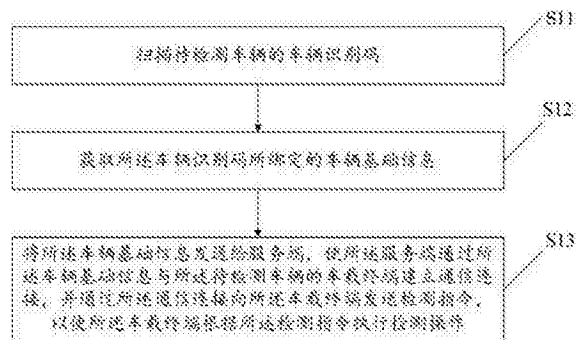 S11
扫描待检测车辆的车辆识别码
S12
获取所述车辆识别码所绑定的车辆基础信息
S13
将所述车辆基础信息发送给服务端，使所述服务端通过所
述车辆基础信息与所述待检测车辆的车载终端建立通信连
接，并通过所述通信连接向所述车载终端发送检测指令，
以使所述车载终端根据所述检测指令执行检测操作